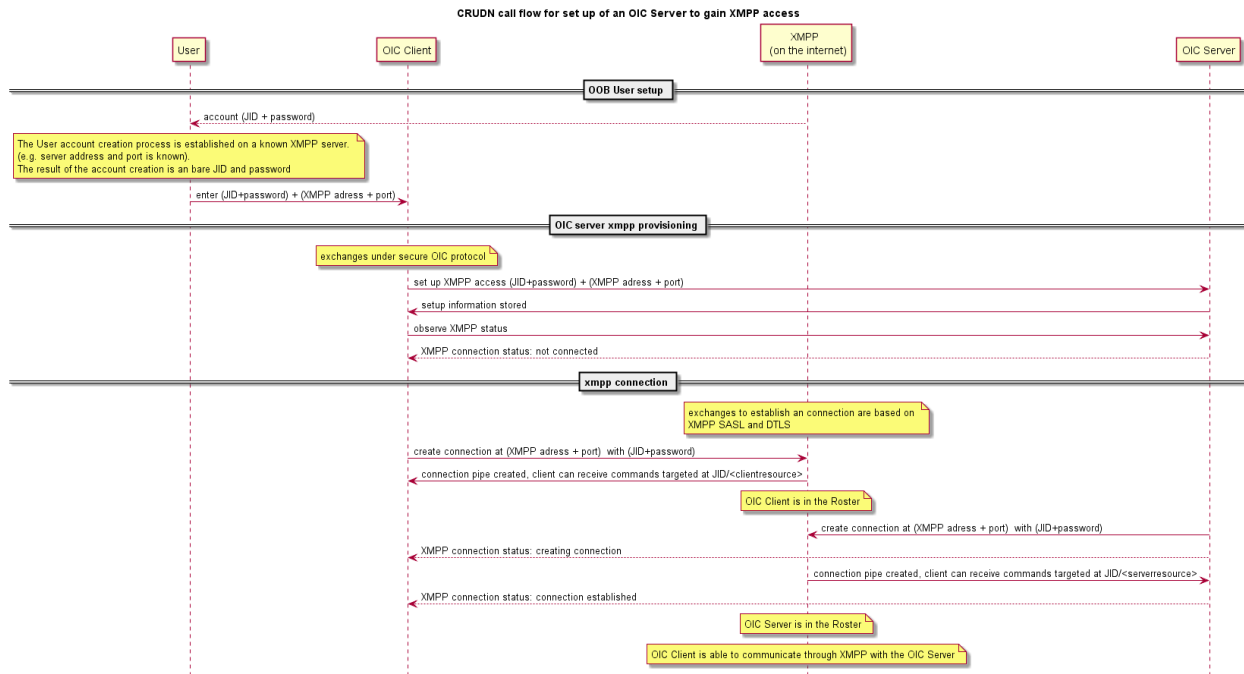 CRUDN call flow for set up of an OIC Server to gain XMPP access
User
OIC Client
XMPP
(on the internet)
OIC Server
OOB User setup
account (JID + password)
The User account creation process is established on a known XMPP server.
(e.g. server address and port is known).
The result of the account creation is an bare JID and password
enter (JID+password) + (XMPP adress + port)
OIC server xmpp provisioning
exchanges under secure OIC protocol
set up XMPP access (JID+password) + (XMPP adress + port)
setup information stored
observe XMPP status
XMPP connection status: not connected
xmpp connection
exchanges to establish an connection are based on
XMPP SASL and DTLS
create connection at (XMPP adress + port)  with (JID+password)
connection pipe created, client can receive commands targeted at JID/<clientresource>
OIC Client is in the Roster
create connection at (XMPP adress + port)  with (JID+password)
XMPP connection status: creating connection
connection pipe created, client can receive commands targeted at JID/<serverresource>
XMPP connection status: connection established
OIC Server is in the Roster
OIC Client is able to communicate through XMPP with the OIC Server